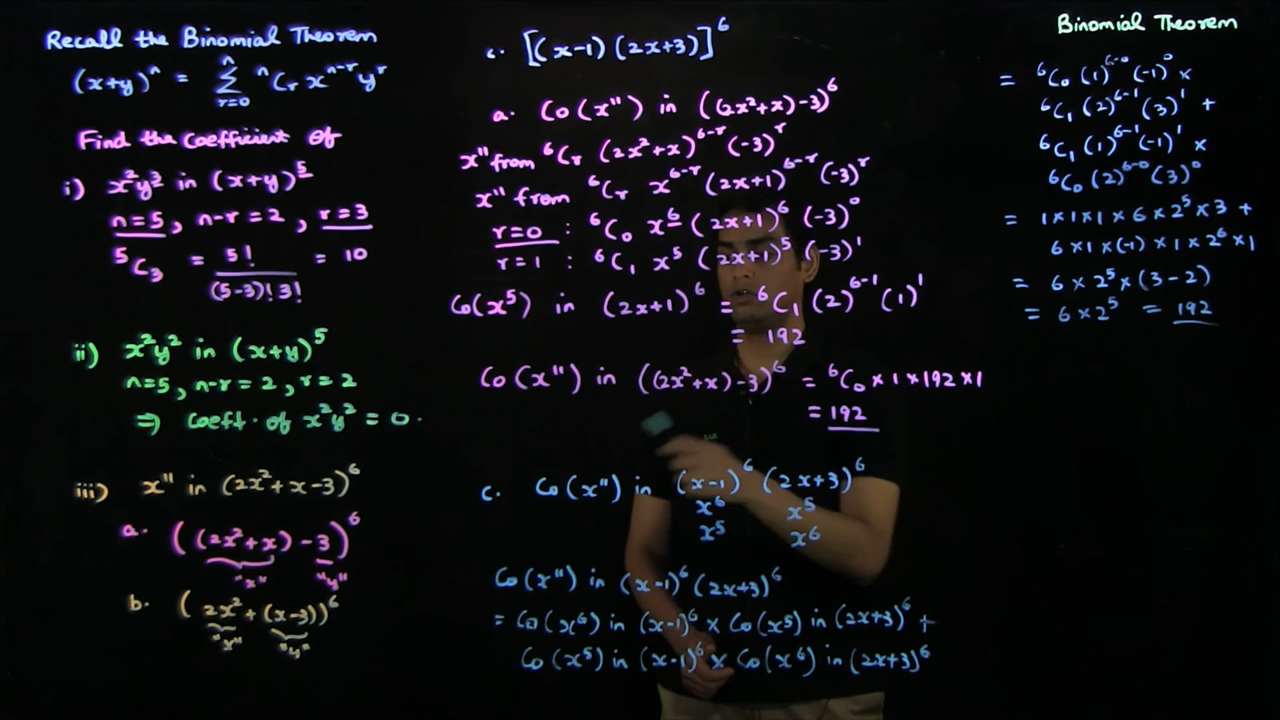 Recall the Binomial Theorem
(x+y)ⁿ = Σ_{r=0}^{n} ⁿCᵣ xⁿ⁻ʳ yʳ
Find the Coefficient of
i) x²y³ in (x+y)⁵
n=5, n-r=2, r=3
⁵C₃ = 5! / (5-3)! 3! = 10
ii) x²y² in (x+y)⁵
n=5, n-r=2, r=2
⇒ Coeft. of x²y² = 0.
iii) x¹¹ in (2x²+x-3)⁶
a. ((2x²+x) - 3)⁶
"x" "y"
b. (2x² + (x-3))⁶
"x" "y"
c. [(x-1)(2x+3)]⁶
a. Co(x¹¹) in ((2x²+x)-3)⁶
x¹¹ from ⁶Cᵣ (2x²+x)⁶⁻ʳ (-3)ʳ
x¹¹ from ⁶Cᵣ x⁶⁻ʳ (2x+1)⁶⁻ʳ (-3)ʳ
r=0 : ⁶C₀ x⁶ (2x+1)⁶ (-3)⁰
r=1 : ⁶C₁ x⁵ (2x+1)⁵ (-3)¹
Co(x⁵) in (2x+1)⁶ = ⁶C₁ (2)⁶⁻¹ (1)¹
= 192
Co(x¹¹) in ((2x²+x)-3)⁶ = ⁶C₀ × 1 × 192 × 1
= 192
c. Co(x¹¹) in (x-1)⁶ (2x+3)⁶
x⁶ x⁵
x⁵ x⁶
Co(x¹¹) in (x-1)⁶ (2x+3)⁶
= Co(x⁶) in (x-1)⁶ × Co(x⁵) in (2x+3)⁶ +
Co(x⁵) in (x-1)⁶ × Co(x⁶) in (2x+3)⁶
Binomial Theorem
= ⁶C₀ (1)⁶⁻⁰ (-1)⁰ ×
⁶C₁ (2)⁶⁻¹ (3)¹ +
⁶C₁ (1)⁶⁻¹ (-1)¹ ×
⁶C₀ (2)⁶⁻⁰ (3)⁰
= 1 × 1 × 1 × 6 × 2⁵ × 3 +
6 × 1 × (-1) × 1 × 2⁶ × 1
= 6 × 2⁵ × (3-2)
= 6 × 2⁵ = 192